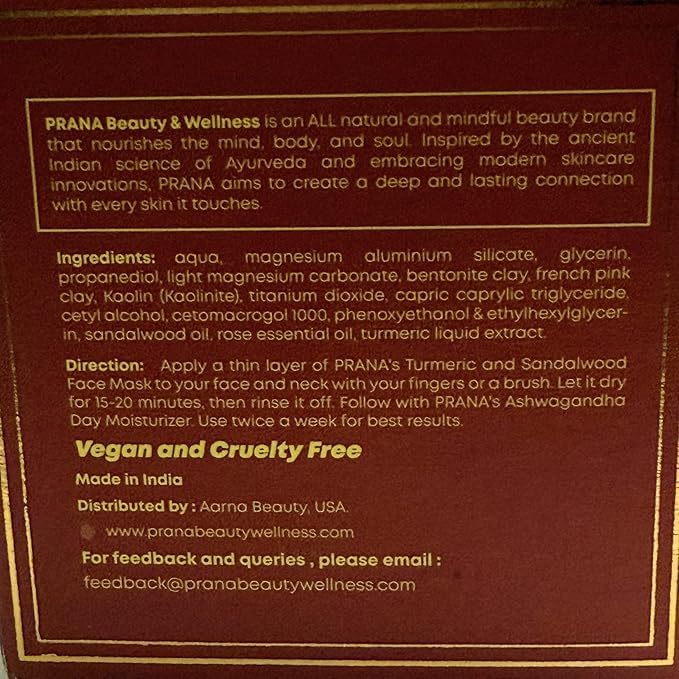 PRANA Beauty & Wellness is an ALL natural and mindful beauty brand
that nourishes the mind, body, and soul. Inspired by the ancient
Indian science of Ayurveda and embracing modern skincare
innovations, PRANA aims to create a deep and lasting connection
with every skin it touches.
Ingredients: aqua, magnesium aluminium silicate, glycerin,
propanediol, light magnesium carbonate, bentonite clay, french pink
clay, Kaolin (Kaolinite), titanium dioxide, capric caprylic triglyceride,
cetyl alcohol, cetomacrogol 1000, phenoxyethanol & ethylhexylglycer-
in, sandalwood oil, rose essential oil, turmeric liquid extract.
Direction: Apply a thin layer of PRANA's Turmeric and Sandalwood
Face Mask to your face and neck with your fingers or a brush. Let it dry
for 15-20 minutes, then rinse it off. Follow with PRANA's Ashwagandha
Day Moisturizer. Use twice a week for best results.
Vegan and Cruelty Free
Made in India
Distributed by : Aarna Beauty, USA.
www.pranabeautywellness.com
For feedback and queries , please email :
feedback@pranabeautywellness.com